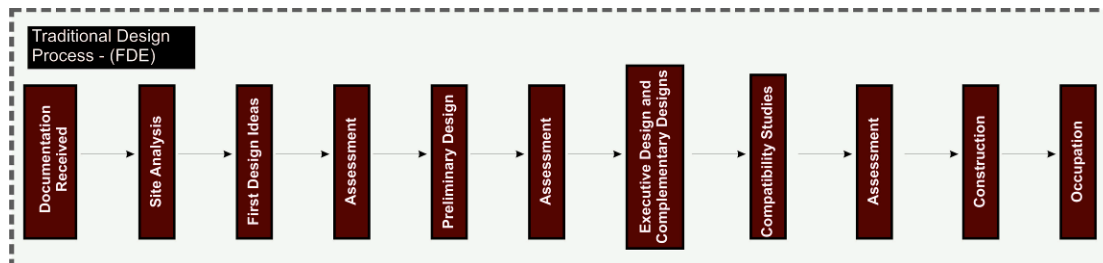 Traditional Design
Process - (FDE)
Documentation
Received
Site Analysis
First Design Ideas
Assessment
Preliminary Design
Assessment
Executive Design and
Complementary Designs
Compatibility Studies
Assessment
Construction
Occupation